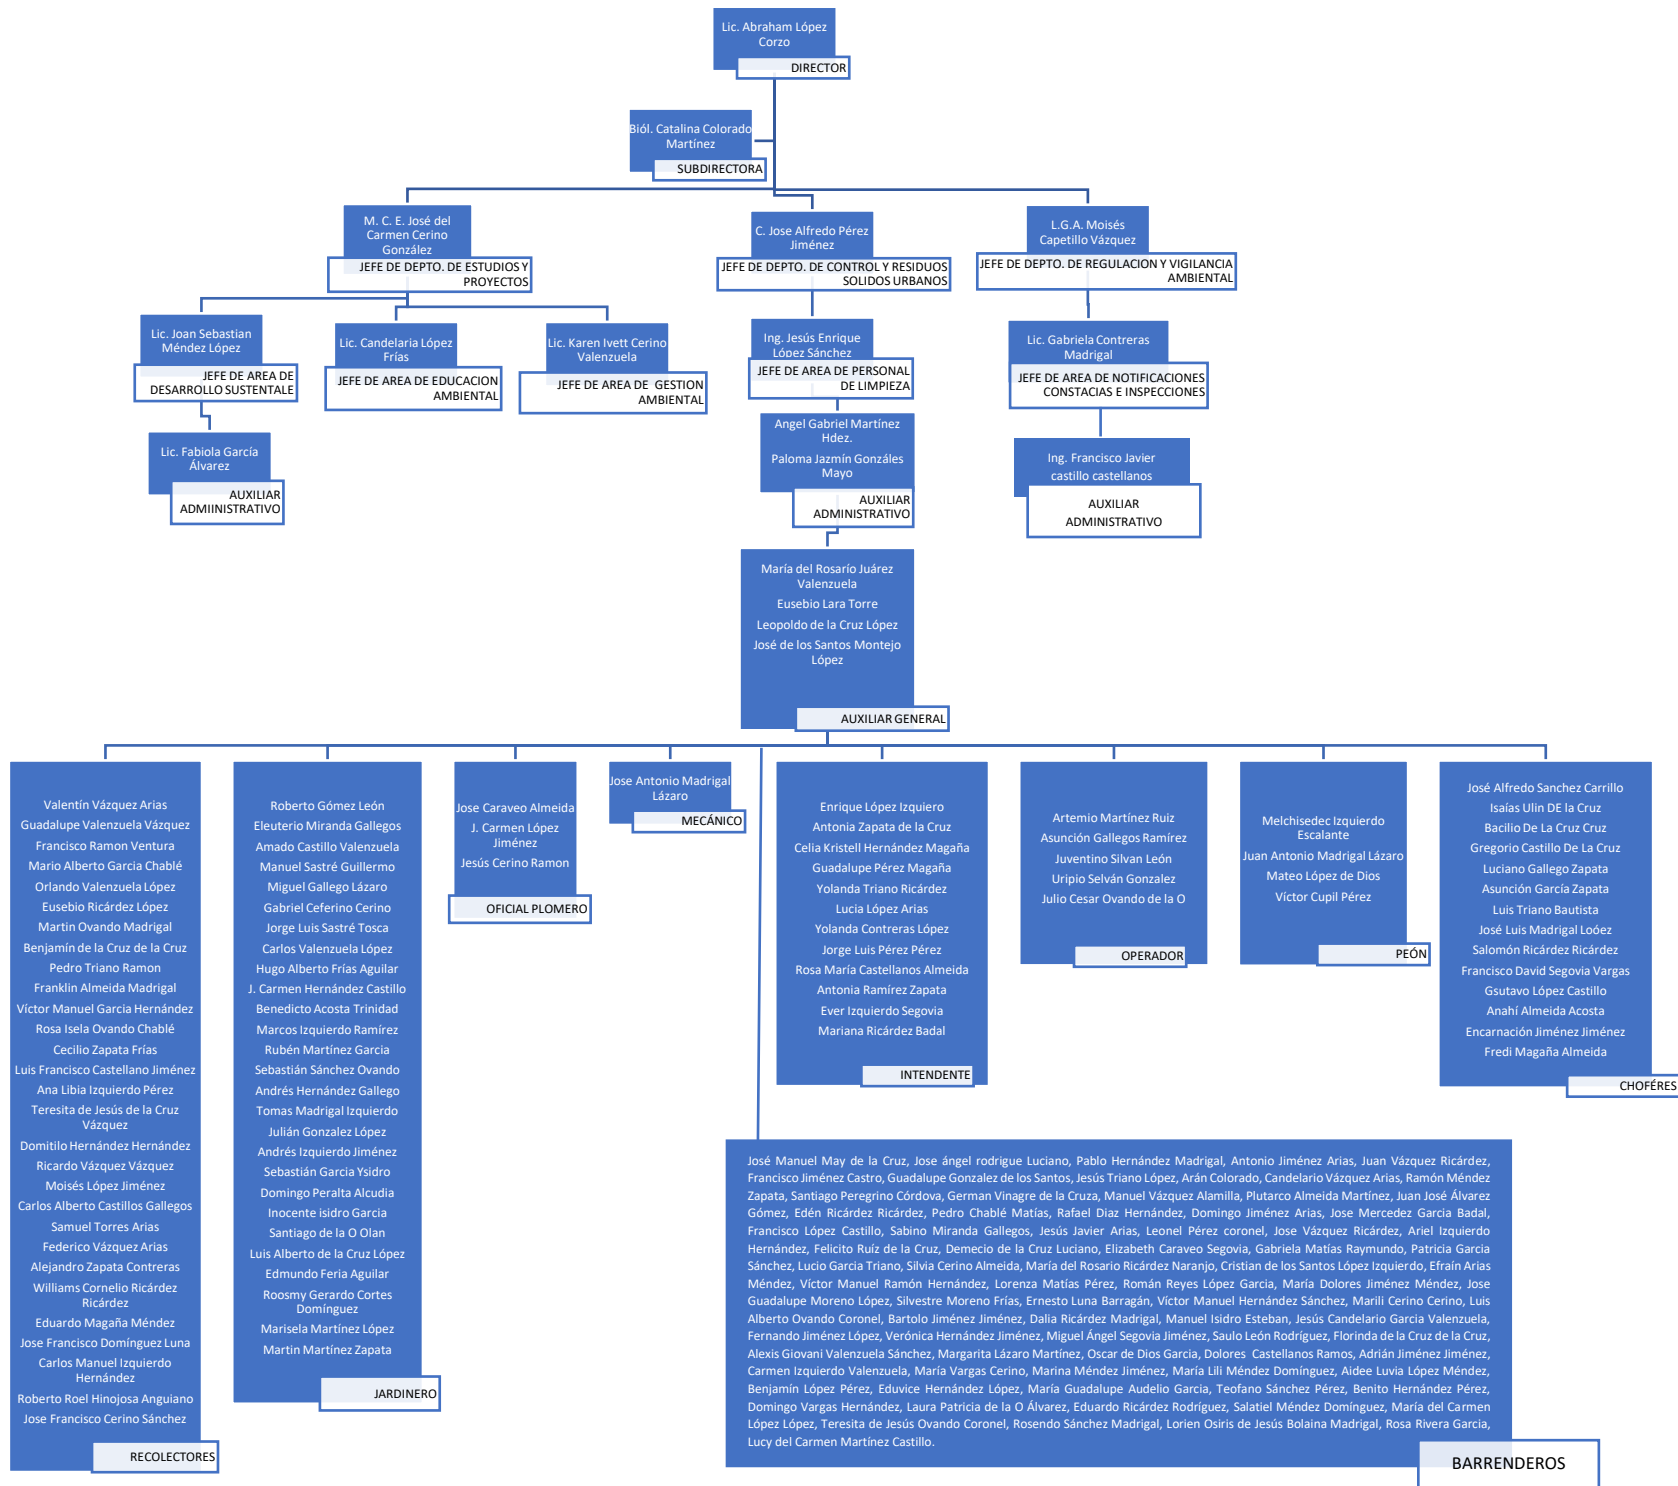 Lic. Abraham López
Corzo
DIRECTOR
Biól. Catalina Colorado
Martínez
SUBDIRECTORA
M. C. E. José del
Carmen Cerino
González
JEFE DE DEPTO. DE ESTUDIOS Y
PROYECTOS
C. Jose Alfredo Pérez
Jiménez
JEFE DE DEPTO. DE CONTROL Y RESIDUOS
SOLIDOS URBANOS
L.G.A. Moisés
Capetillo Vázquez
JEFE DE DEPTO. DE REGULACION Y VIGILANCIA
AMBIENTAL
Lic. Joan Sebastian
Méndez López
JEFE DE AREA DE
DESARROLLO SUSTENTALE
Lic. Candelaria López
Frías
JEFE DE AREA DE EDUCACION
AMBIENTAL
Lic. Karen Ivett Cerino
Valenzuela
JEFE DE AREA DE  GESTION
AMBIENTAL
Ing. Jesús Enrique
López Sánchez
JEFE DE AREA DE PERSONAL
DE LIMPIEZA
Lic. Gabriela Contreras
Madrigal
JEFE DE AREA DE NOTIFICACIONES
CONSTACIAS E INSPECCIONES
Lic. Fabiola García
Álvarez
AUXILIAR
ADMIINISTRATIVO
Angel Gabriel Martínez
Hdez.
Paloma Jazmín Gonzáles
Mayo
AUXILIAR
ADMINISTRATIVO
Ing. Francisco Javier
castillo castellanos
AUXILIAR
ADMINISTRATIVO
María del Rosarío Juárez
Valenzuela
Eusebio Lara Torre
Leopoldo de la Cruz López
José de los Santos Montejo
López
AUXILIAR GENERAL
Valentín Vázquez Arias
Guadalupe Valenzuela Vázquez
Francisco Ramon Ventura
Mario Alberto Garcia Chablé
Orlando Valenzuela López
Eusebio Ricárdez López
Martin Ovando Madrigal
Benjamín de la Cruz de la Cruz
Pedro Triano Ramon
Franklin Almeida Madrigal
Víctor Manuel Garcia Hernández
Rosa Isela Ovando Chablé
Cecilio Zapata Frías
Luis Francisco Castellano Jiménez
Ana Libia Izquierdo Pérez
Teresita de Jesús de la Cruz
Vázquez
Domitilo Hernández Hernández
Ricardo Vázquez Vázquez
Moisés López Jiménez
Carlos Alberto Castillos Gallegos
Samuel Torres Arias
Federico Vázquez Arias
Alejandro Zapata Contreras
Williams Cornelio Ricárdez
Ricárdez
Eduardo Magaña Méndez
Jose Francisco Domínguez Luna
Carlos Manuel Izquierdo
Hernández
Roberto Roel Hinojosa Anguiano
Jose Francisco Cerino Sánchez
RECOLECTORES
Roberto Gómez León
Eleuterio Miranda Gallegos
Amado Castillo Valenzuela
Manuel Sastré Guillermo
Miguel Gallego Lázaro
Gabriel Ceferino Cerino
Jorge Luis Sastré Tosca
Carlos Valenzuela López
Hugo Alberto Frías Aguilar
J. Carmen Hernández Castillo
Benedicto Acosta Trinidad
Marcos Izquierdo Ramírez
Rubén Martínez Garcia
Sebastián Sánchez Ovando
Andrés Hernández Gallego
Tomas Madrigal Izquierdo
Julián Gonzalez López
Andrés Izquierdo Jiménez
Sebastián Garcia Ysidro
Domingo Peralta Alcudia
Inocente isidro Garcia
Santiago de la O Olan
Luis Alberto de la Cruz López
Edmundo Feria Aguilar
Roosmy Gerardo Cortes
Domínguez
Marisela Martínez López
Martin Martínez Zapata
JARDINERO
Jose Caraveo Almeida
J. Carmen López
Jiménez
Jesús Cerino Ramon
OFICIAL PLOMERO
Jose Antonio Madrigal
Lázaro
MECÁNICO
Enrique López Izquiero
Antonia Zapata de la Cruz
Celia Kristell Hernández Magaña
Guadalupe Pérez Magaña
Yolanda Triano Ricárdez
Lucia López Arias
Yolanda Contreras López
Jorge Luis Pérez Pérez
Rosa María Castellanos Almeida
Antonia Ramírez Zapata
Ever Izquierdo Segovia
Mariana Ricárdez Badal
INTENDENTE
Artemio Martínez Ruiz
Asunción Gallegos Ramírez
Juventino Silvan León
Uripio Selván Gonzalez
Julio Cesar Ovando de la O
OPERADOR
Melchisedec Izquierdo
Escalante
Juan Antonio Madrigal Lázaro
Mateo López de Dios
Víctor Cupil Pérez
PEÓN
José Alfredo Sanchez Carrillo
Isaías Ulin DE la Cruz
Bacilio De La Cruz Cruz
Gregorio Castillo De La Cruz
Luciano Gallego Zapata
Asunción García Zapata
Luis Triano Bautista
José Luis Madrigal Loóez
Salomón Ricárdez Ricárdez
Francisco David Segovia Vargas
Gsutavo López Castillo
Anahí Almeida Acosta
Encarnación Jiménez Jiménez
Fredi Magaña Almeida
CHOFÉRES
José Manuel May de la Cruz, Jose ángel rodrigue Luciano, Pablo Hernández Madrigal, Antonio Jiménez Arias, Juan Vázquez Ricárdez,
Francisco Jiménez Castro, Guadalupe Gonzalez de los Santos, Jesús Triano López, Arán Colorado, Candelario Vázquez Arias, Ramón Méndez
Zapata, Santiago Peregrino Córdova, German Vinagre de la Cruza, Manuel Vázquez Alamilla, Plutarco Almeida Martínez, Juan José Álvarez
Gómez, Edén Ricárdez Ricárdez, Pedro Chablé Matías, Rafael Diaz Hernández, Domingo Jiménez Arias, Jose Mercedez Garcia Badal,
Francisco López Castillo, Sabino Miranda Gallegos, Jesús Javier Arias, Leonel Pérez coronel, Jose Vázquez Ricárdez, Ariel Izquierdo
Hernández, Felicito Ruíz de la Cruz, Demecio de la Cruz Luciano, Elizabeth Caraveo Segovia, Gabriela Matías Raymundo, Patricia Garcia
Sánchez, Lucio Garcia Triano, Silvia Cerino Almeida, María del Rosario Ricárdez Naranjo, Cristian de los Santos López Izquierdo, Efraín Arias
Méndez, Víctor Manuel Ramón Hernández, Lorenza Matías Pérez, Román Reyes López Garcia, María Dolores Jiménez Méndez, Jose
Guadalupe Moreno López, Silvestre Moreno Frías, Ernesto Luna Barragán, Víctor Manuel Hernández Sánchez, Marili Cerino Cerino, Luis
Alberto Ovando Coronel, Bartolo Jiménez Jiménez, Dalia Ricárdez Madrigal, Manuel Isidro Esteban, Jesús Candelario Garcia Valenzuela,
Fernando Jiménez López, Verónica Hernández Jiménez, Miguel Ángel Segovia Jiménez, Saulo León Rodríguez, Florinda de la Cruz de la Cruz,
Alexis Giovani Valenzuela Sánchez, Margarita Lázaro Martínez, Oscar de Dios Garcia, Dolores  Castellanos Ramos, Adrián Jiménez Jiménez,
Carmen Izquierdo Valenzuela, María Vargas Cerino, Marina Méndez Jiménez, María Lili Méndez Domínguez, Aidee Luvia López Méndez,
Benjamín López Pérez, Eduvice Hernández López, María Guadalupe Audelio Garcia, Teofano Sánchez Pérez, Benito Hernández Pérez,
Domingo Vargas Hernández, Laura Patricia de la O Álvarez, Eduardo Ricárdez Rodríguez, Salatiel Méndez Domínguez, María del Carmen
López López, Teresita de Jesús Ovando Coronel, Rosendo Sánchez Madrigal, Lorien Osiris de Jesús Bolaina Madrigal, Rosa Rivera Garcia,
Lucy del Carmen Martínez Castillo.
BARRENDEROS